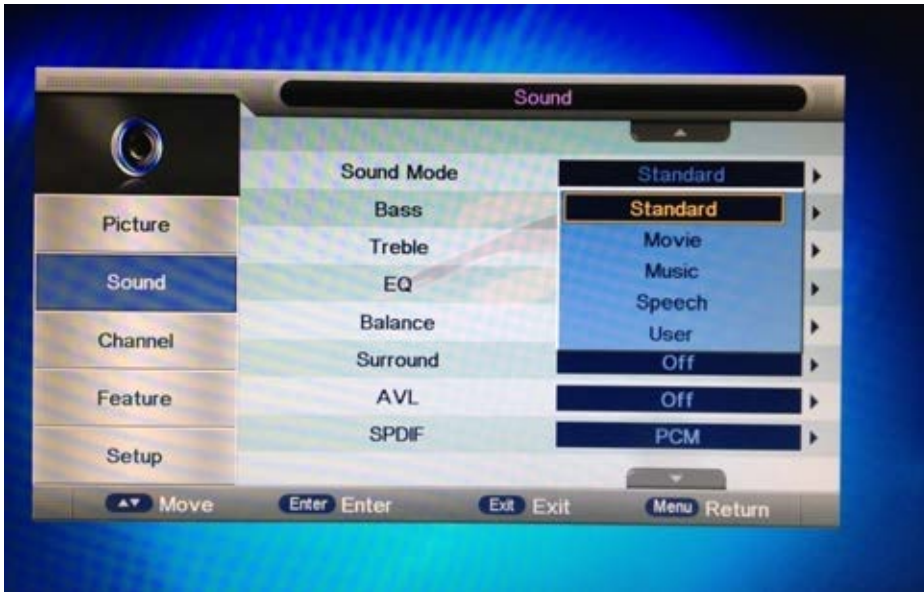 Sound
Sound Mode Standard
Picture
Bass Standard
Treble Movie
Sound
EQ Music
Speech
Channel
Balance User
Surround Off
Feature
AVL Off
SPDIF PCM
Setup
Move Enter Enter Exit Exit Menu Return